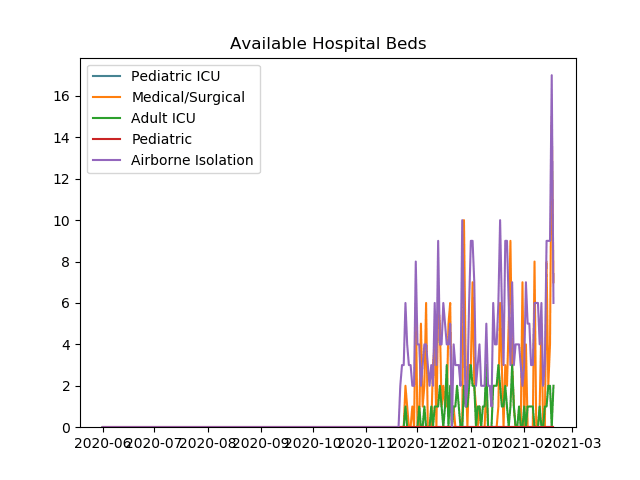 Available Hospital Beds
Pediatric ICU
Medical/Surgical
Adult ICU
Pediatric
Airborne Isolation
16
14
12
10
8
6
4
2
0
2020-06 2020-07 2020-08 2020-09 2020-10 2020-11 2020-12 2021-01 2021-02 2021-03